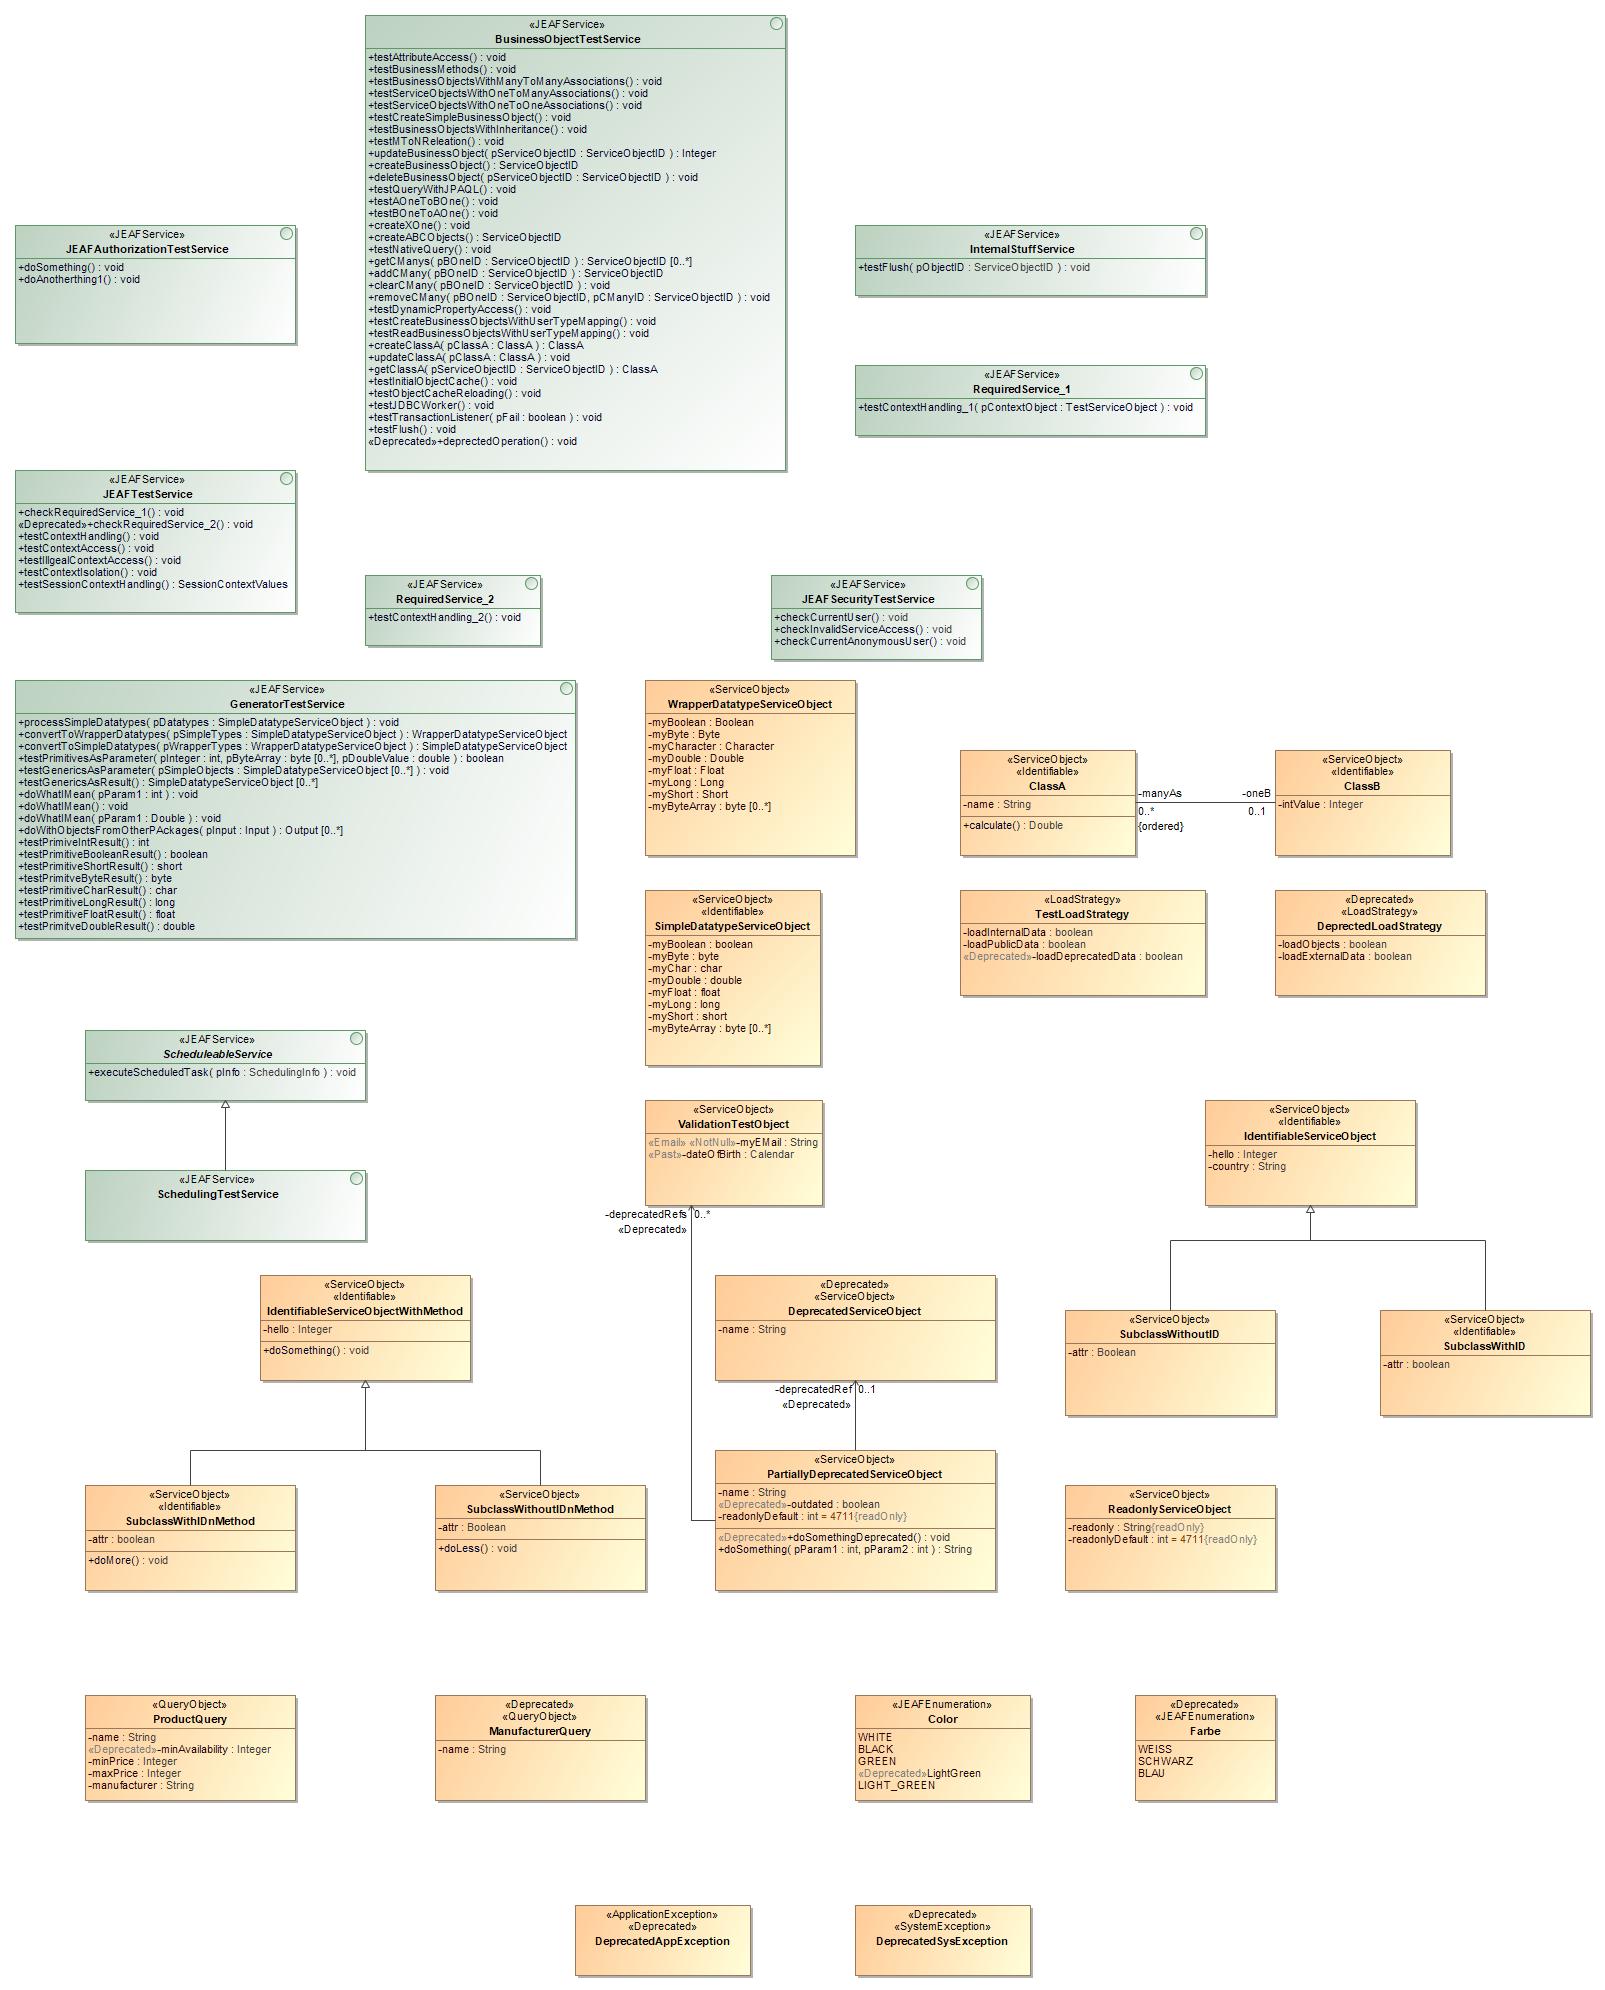 «JEAFService»
BusinessObjectTestService
+testAttributeAccess() : void
+testBusinessMethods() : void
+testBusinessObjectsWithManyToManyAssociations() : void
+testServiceObjectsWithOneToManyAssociations() : void
+testServiceObjectsWithOneToOneAssociations() : void
+testCreateSimpleBusinessObject() : void
+testBusinessObjectsWithInheritance() : void
+testMToNReleation() : void
+updateBusinessObject( pServiceObjectID : ServiceObjectID ) : Integer
+createBusinessObject() : ServiceObjectID
+deleteBusinessObject( pServiceObjectID : ServiceObjectID ) : void
+testQueryWithJPAQL() : void
+testAOneToBOne() : void
+testBOneToAOne() : void
+createXOne() : void
+createABCObjects() : ServiceObjectID
+testNativeQuery() : void
+getCManys( pBOneID : ServiceObjectID ) : ServiceObjectID [0..*]
+addCMany( pBOneID : ServiceObjectID ) : ServiceObjectID
+clearCMany( pBOneID : ServiceObjectID ) : void
+removeCMany( pBOneID : ServiceObjectID, pCManyID : ServiceObjectID ) : void
+testDynamicPropertyAccess() : void
+testCreateBusinessObjectsWithUserTypeMapping() : void
+testReadBusinessObjectsWithUserTypeMapping() : void
+createClassA( pClassA : ClassA ) : ClassA
+updateClassA( pClassA : ClassA ) : void
+getClassA( pServiceObjectID : ServiceObjectID ) : ClassA
+testInitialObjectCache() : void
+testObjectCacheReloading() : void
+testJDBCWorker() : void
+testTransactionListener( pFail : boolean ) : void
+testFlush() : void
«Deprecated»+deprectedOperation() : void
«JEAFService»
JEAFAuthorizationTestService
+doSomething() : void
+doAnotherthing1() : void
«JEAFService»
InternalStuffService
+testFlush( pObjectID : ServiceObjectID ) : void
«JEAFService»
RequiredService_1
+testContextHandling_1( pContextObject : TestServiceObject ) : void
«JEAFService»
JEAFTestService
+checkRequiredService_1() : void
«Deprecated»+checkRequiredService_2() : void
+testContextHandling() : void
+testContextAccess() : void
+testIllgealContextAccess() : void
+testContextIsolation() : void
+testSessionContextHandling() : SessionContextValues
«JEAFService»
RequiredService_2
+testContextHandling_2() : void
«JEAFService»
JEAFSecurityTestService
+checkCurrentUser() : void
+checkInvalidServiceAccess() : void
+checkCurrentAnonymousUser() : void
«JEAFService»
GeneratorTestService
+processSimpleDatatypes( pDatatypes : SimpleDatatypeServiceObject ) : void
+convertToWrapperDatatypes( pSimpleTypes : SimpleDatatypeServiceObject ) : WrapperDatatypeServiceObject
+convertToSimpleDatatypes( pWrapperTypes : WrapperDatatypeServiceObject ) : SimpleDatatypeServiceObject
+testPrimitivesAsParameter( pInteger : int, pByteArray : byte [0..*], pDoubleValue : double ) : boolean
+testGenericsAsParameter( pSimpleObjects : SimpleDatatypeServiceObject [0..*] ) : void
+testGenericsAsResult() : SimpleDatatypeServiceObject [0..*]
+doWhatIMean( pParam1 : int ) : void
+doWhatIMean() : void
+doWhatIMean( pParam1 : Double ) : void
+doWithObjectsFromOtherPAckages( pInput : Input ) : Output [0..*]
+testPrimiveIntResult() : int
+testPrimitiveBooleanResult() : boolean
+testPrimitiveShortResult() : short
+testPrimitveByteResult() : byte
+testPrimitiveCharResult() : char
+testPrimitiveLongResult() : long
+testPrimitiveFloatResult() : float
+testPrimitveDoubleResult() : double
«ServiceObject»
WrapperDatatypeServiceObject
-myBoolean : Boolean
-myByte : Byte
-myCharacter : Character
-myDouble : Double
-myFloat : Float
-myLong : Long
-myShort : Short
-myByteArray : byte [0..*]
«ServiceObject»
«Identifiable»
ClassA
-name : String
+calculate() : Double
-manyAs
0..*
{ordered}
-oneB
0..1
«ServiceObject»
«Identifiable»
ClassB
-intValue : Integer
«ServiceObject»
«Identifiable»
SimpleDatatypeServiceObject
-myBoolean : boolean
-myByte : byte
-myChar : char
-myDouble : double
-myFloat : float
-myLong : long
-myShort : short
-myByteArray : byte [0..*]
«LoadStrategy»
TestLoadStrategy
-loadInternalData : boolean
-loadPublicData : boolean
«Deprecated»-loadDeprecatedData : boolean
«Deprecated»
«LoadStrategy»
DeprectedLoadStrategy
-loadObjects : boolean
-loadExternalData : boolean
«JEAFService»
ScheduleableService
+executeScheduledTask( pInfo : SchedulingInfo ) : void
«JEAFService»
SchedulingTestService
«ServiceObject»
ValidationTestObject
«Email» «NotNull»-myEMail : String
«Past»-dateOfBirth : Calendar
-deprecatedRefs 0..*
«Deprecated»
«ServiceObject»
«Identifiable»
IdentifiableServiceObject
-hello : Integer
-country : String
«ServiceObject»
«Identifiable»
IdentifiableServiceObjectWithMethod
-hello : Integer
+doSomething() : void
«Deprecated»
«ServiceObject»
DeprecatedServiceObject
-name : String
-deprecatedRef 0..1
«Deprecated»
«ServiceObject»
SubclassWithoutID
-attr : Boolean
«ServiceObject»
«Identifiable»
SubclassWithID
-attr : boolean
«ServiceObject»
«Identifiable»
SubclassWithIDnMethod
-attr : boolean
+doMore() : void
«ServiceObject»
SubclassWithoutIDnMethod
-attr : Boolean
+doLess() : void
«ServiceObject»
PartiallyDeprecatedServiceObject
-name : String
«Deprecated»-outdated : boolean
-readonlyDefault : int = 4711{readOnly}
«Deprecated»+doSomethingDeprecated() : void
+doSomething( pParam1 : int, pParam2 : int ) : String
«ServiceObject»
ReadonlyServiceObject
-readonly : String{readOnly}
-readonlyDefault : int = 4711{readOnly}
«QueryObject»
ProductQuery
-name : String
«Deprecated»-minAvailability : Integer
-minPrice : Integer
-maxPrice : Integer
-manufacturer : String
«Deprecated»
«QueryObject»
ManufacturerQuery
-name : String
«JEAFEnumeration»
Color
WHITE
BLACK
GREEN
«Deprecated»LightGreen
LIGHT_GREEN
«Deprecated»
«JEAFEnumeration»
Farbe
WEISS
SCHWARZ
BLAU
«ApplicationException»
«Deprecated»
DeprecatedAppException
«Deprecated»
«SystemException»
DeprecatedSysException